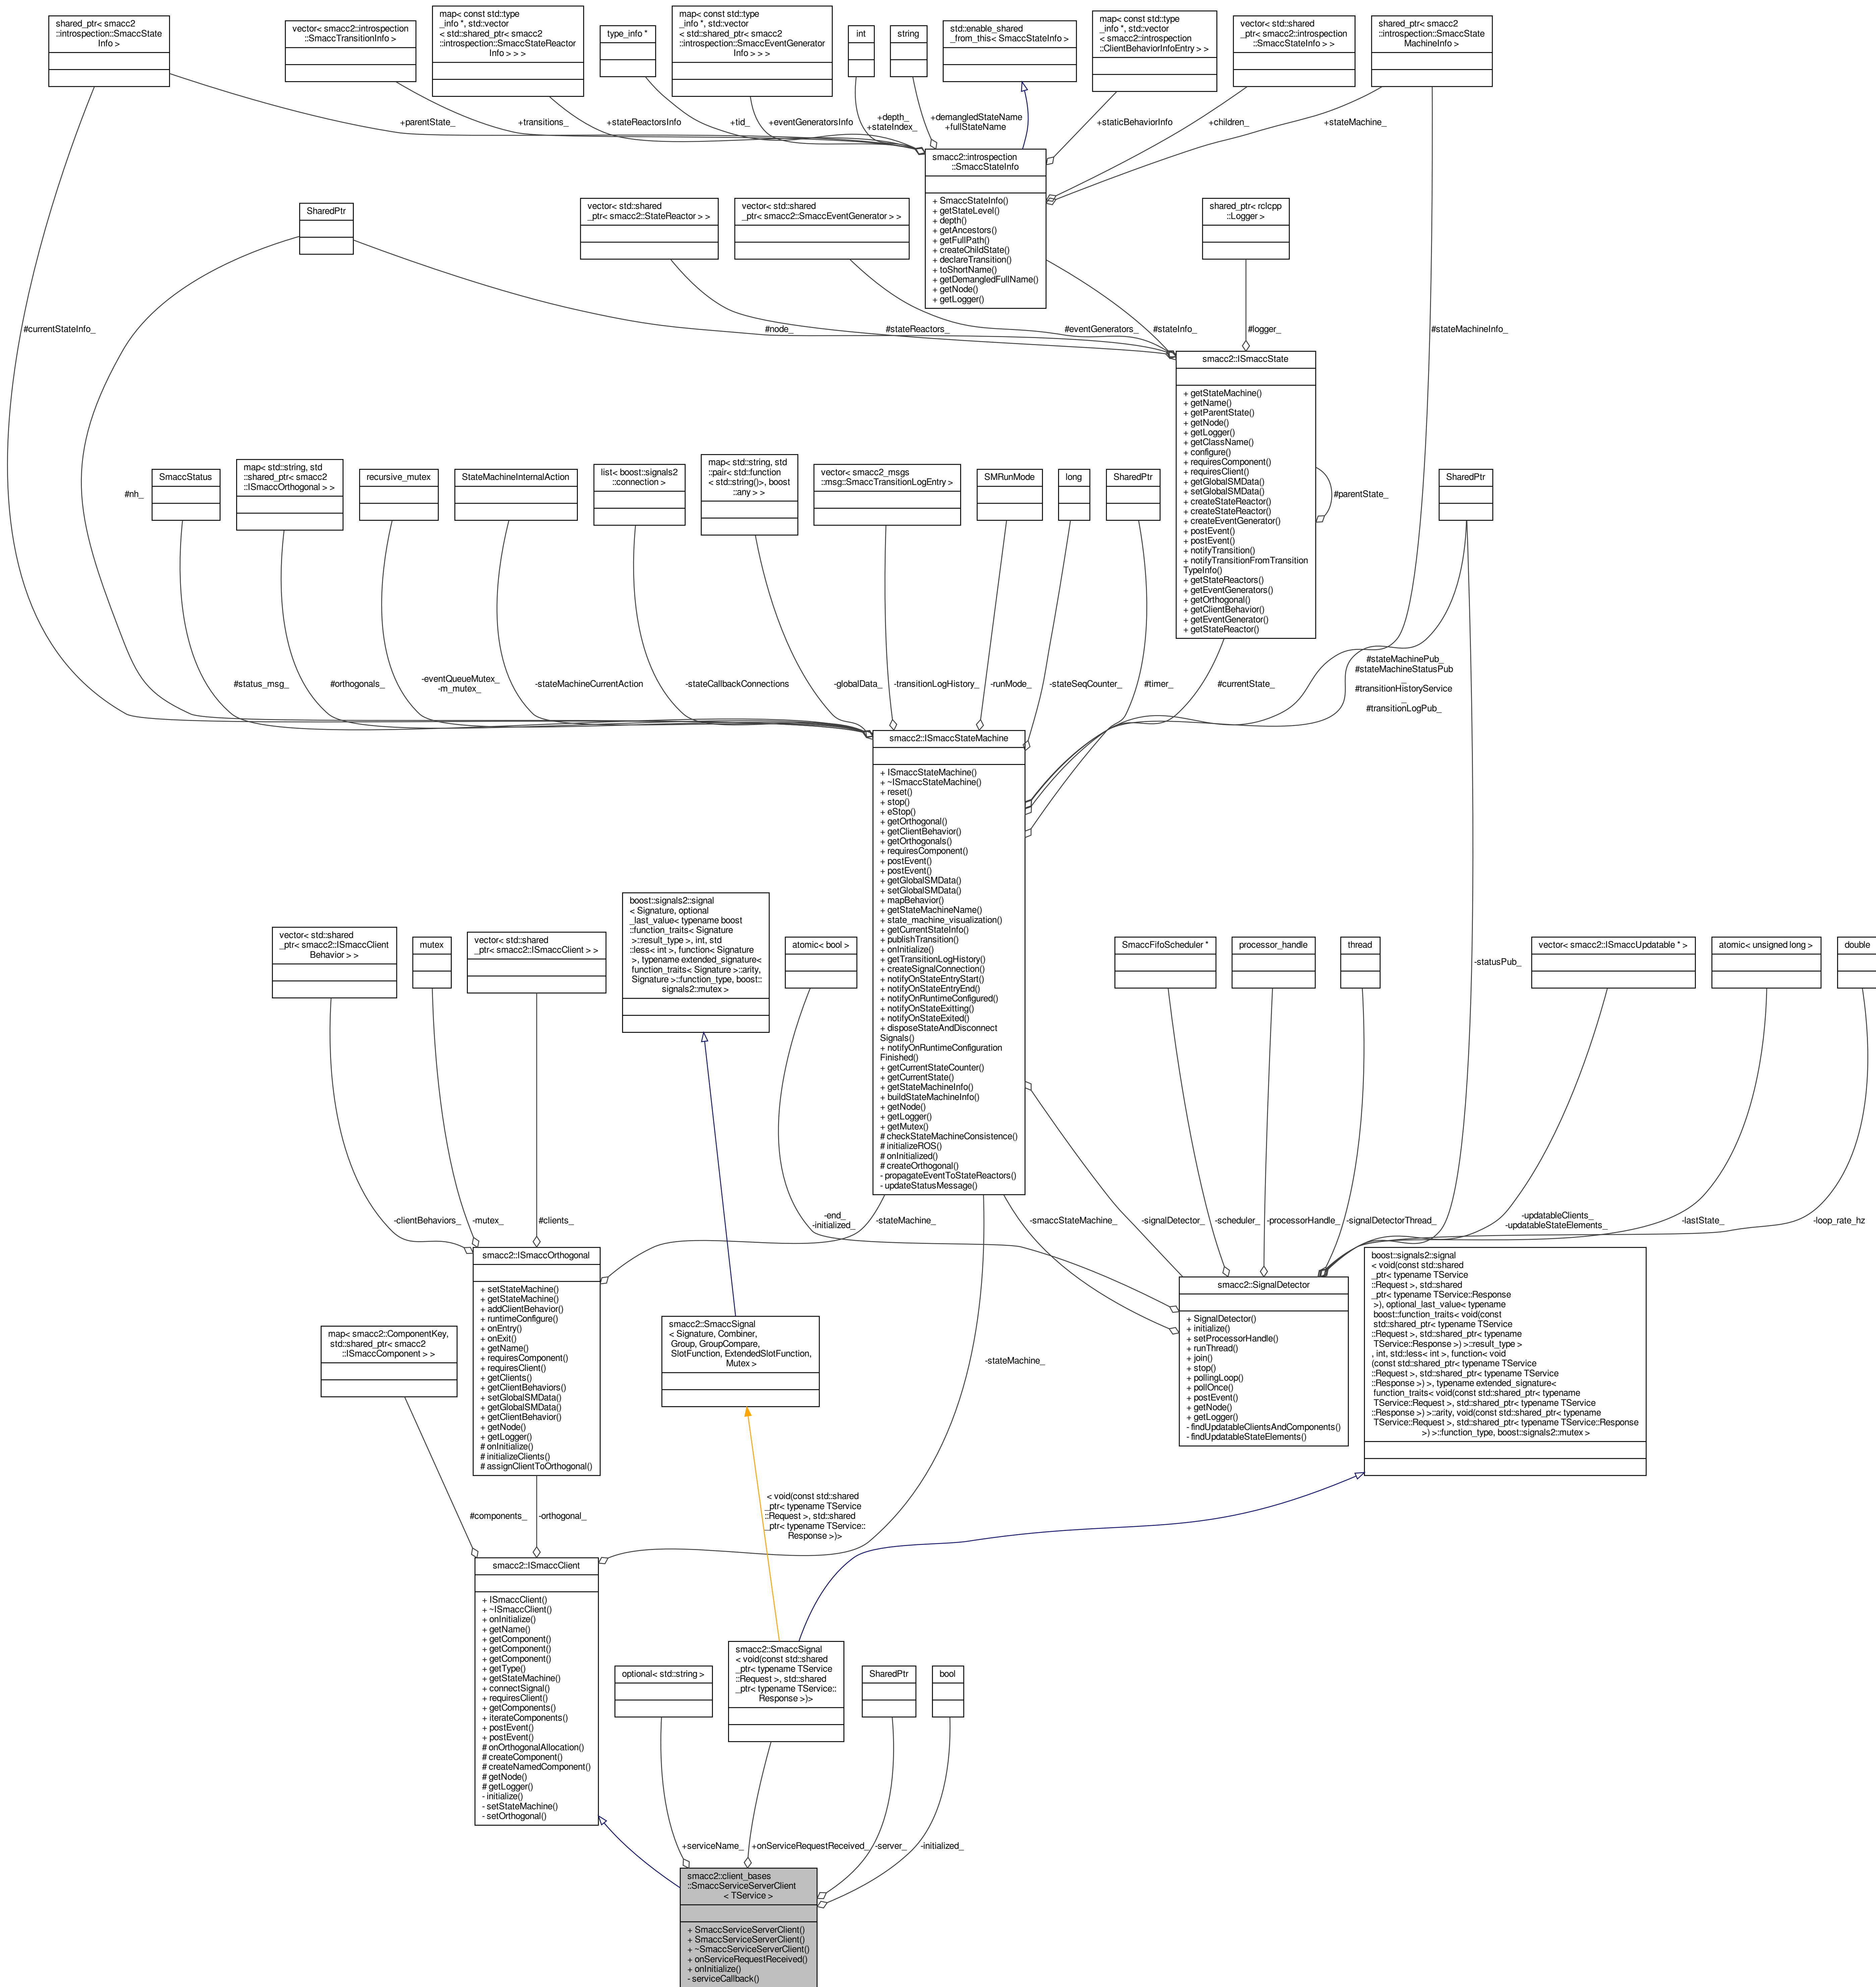 shared_ptr< smacc2
::introspection::SmaccState
Info >
vector< smacc2::introspection
::SmaccTransitionInfo >
map< const std::type
_info *, std::vector
< std::shared_ptr< smacc2
::introspection::SmaccStateReactor
Info > > >
type_info *
map< const std::type
_info *, std::vector
< std::shared_ptr< smacc2
::introspection::SmaccEventGenerator
Info > > >
int
string
std::enable_shared
_from_this< SmaccStateInfo >
map< const std::type
_info *, std::vector
< smacc2::introspection
::ClientBehaviorInfoEntry > >
vector< std::shared
_ptr< smacc2::introspection
::SmaccStateInfo > >
shared_ptr< smacc2
::introspection::SmaccState
MachineInfo >
+parentState_
+transitions_
+stateReactorsInfo
+tid_
+eventGeneratorsInfo
+depth_
+stateIndex_
+demangledStateName
+fullStateName
+staticBehaviorInfo
+children_
+stateMachine_
smacc2::introspection
::SmaccStateInfo
+ SmaccStateInfo()
+ getStateLevel()
+ depth()
+ getAncestors()
+ getFullPath()
+ createChildState()
+ declareTransition()
+ toShortName()
+ getDemangledFullName()
+ getNode()
+ getLogger()
SharedPtr
vector< std::shared
_ptr< smacc2::StateReactor > >
vector< std::shared
_ptr< smacc2::SmaccEventGenerator > >
shared_ptr< rclcpp
::Logger >
#currentStateInfo_
#node_
#stateReactors_
#eventGenerators_
#stateInfo_
#logger_
#stateMachineInfo_
smacc2::ISmaccState
+ getStateMachine()
+ getName()
+ getParentState()
+ getNode()
+ getLogger()
+ getClassName()
+ configure()
+ requiresComponent()
+ requiresClient()
+ getGlobalSMData()
+ setGlobalSMData()
+ createStateReactor()
+ createStateReactor()
+ createEventGenerator()
+ postEvent()
+ postEvent()
+ notifyTransition()
+ notifyTransitionFromTransition
TypeInfo()
+ getStateReactors()
+ getEventGenerators()
+ getOrthogonal()
+ getClientBehavior()
+ getEventGenerator()
+ getStateReactor()
#parentState_
#nh_
SmaccStatus
map< std::string, std
::shared_ptr< smacc2
::ISmaccOrthogonal > >
recursive_mutex
StateMachineInternalAction
list< boost::signals2
::connection >
map< std::string, std
::pair< std::function
< std::string()>, boost
::any > >
vector< smacc2_msgs
::msg::SmaccTransitionLogEntry >
SMRunMode
long
SharedPtr
SharedPtr
#status_msg_
#orthogonals_
-eventQueueMutex_
-m_mutex_
-stateMachineCurrentAction
-stateCallbackConnections
-globalData_
-transitionLogHistory_
-runMode_
-stateSeqCounter_
#timer_
#currentState_
#stateMachinePub_
#stateMachineStatusPub
_
#transitionHistoryService
_
#transitionLogPub_
smacc2::ISmaccStateMachine
+ ISmaccStateMachine()
+ ~ISmaccStateMachine()
+ reset()
+ stop()
+ eStop()
+ getOrthogonal()
+ getClientBehavior()
+ getOrthogonals()
+ requiresComponent()
+ postEvent()
+ postEvent()
+ getGlobalSMData()
+ setGlobalSMData()
+ mapBehavior()
+ getStateMachineName()
+ state_machine_visualization()
+ getCurrentStateInfo()
+ publishTransition()
+ onInitialize()
+ getTransitionLogHistory()
+ createSignalConnection()
+ notifyOnStateEntryStart()
+ notifyOnStateEntryEnd()
+ notifyOnRuntimeConfigured()
+ notifyOnStateExitting()
+ notifyOnStateExited()
+ disposeStateAndDisconnect
Signals()
+ notifyOnRuntimeConfiguration
Finished()
+ getCurrentStateCounter()
+ getCurrentState()
+ getStateMachineInfo()
+ buildStateMachineInfo()
+ getNode()
+ getLogger()
+ getMutex()
# checkStateMachineConsistence()
# initializeROS()
# onInitialized()
# createOrthogonal()
- propagateEventToStateReactors()
- updateStatusMessage()
vector< std::shared
_ptr< smacc2::ISmaccClient
Behavior > >
mutex
vector< std::shared
_ptr< smacc2::ISmaccClient > >
boost::signals2::signal
< Signature, optional
_last_value< typename boost
::function_traits< Signature
>::result_type >, int, std
::less< int >, function< Signature
>, typename extended_signature<
function_traits< Signature >::arity,
Signature >::function_type, boost::
signals2::mutex >
atomic< bool >
SmaccFifoScheduler *
processor_handle
thread
-statusPub_
vector< smacc2::ISmaccUpdatable * >
atomic< unsigned long >
double
-clientBehaviors_
-mutex_
#clients_
-end_
-initialized_
-stateMachine_
-smaccStateMachine_
-signalDetector_
-scheduler_
-processorHandle_
-signalDetectorThread_
-updatableClients_
-updatableStateElements_
-lastState_
-loop_rate_hz
smacc2::ISmaccOrthogonal
+ setStateMachine()
+ getStateMachine()
+ addClientBehavior()
+ runtimeConfigure()
+ onEntry()
+ onExit()
+ getName()
+ requiresComponent()
+ requiresClient()
+ getClients()
+ getClientBehaviors()
+ setGlobalSMData()
+ getGlobalSMData()
+ getClientBehavior()
+ getNode()
+ getLogger()
# onInitialize()
# initializeClients()
# assignClientToOrthogonal()
smacc2::SignalDetector
+ SignalDetector()
+ initialize()
+ setProcessorHandle()
+ runThread()
+ join()
+ stop()
+ pollingLoop()
+ pollOnce()
+ postEvent()
+ getNode()
+ getLogger()
- findUpdatableClientsAndComponents()
- findUpdatableStateElements()
boost::signals2::signal
< void(const std::shared
_ptr< typename TService
::Request >, std::shared
_ptr< typename TService::Response
>), optional_last_value< typename
boost::function_traits< void(const
std::shared_ptr< typename TService
::Request >, std::shared_ptr< typename
TService::Response >) >::result_type >
, int, std::less< int >, function< void
(const std::shared_ptr< typename TService
::Request >, std::shared_ptr< typename TService
::Response >) >, typename extended_signature<
function_traits< void(const std::shared_ptr< typename
TService::Request >, std::shared_ptr< typename TService
::Response >) >::arity, void(const std::shared_ptr< typename
TService::Request >, std::shared_ptr< typename TService::Response
>) >::function_type, boost::signals2::mutex >
map< smacc2::ComponentKey,
std::shared_ptr< smacc2
::ISmaccComponent > >
smacc2::SmaccSignal
< Signature, Combiner,
Group, GroupCompare,
SlotFunction, ExtendedSlotFunction,
Mutex >
-stateMachine_
#components_
-orthogonal_
< void(const std::shared
_ptr< typename TService
::Request >, std::shared
_ptr< typename TService::
Response >)>
smacc2::ISmaccClient
+ ISmaccClient()
+ ~ISmaccClient()
+ onInitialize()
+ getName()
+ getComponent()
+ getComponent()
+ getComponent()
+ getType()
+ getStateMachine()
+ connectSignal()
+ requiresClient()
+ getComponents()
+ iterateComponents()
+ postEvent()
+ postEvent()
# onOrthogonalAllocation()
# createComponent()
# createNamedComponent()
# getNode()
# getLogger()
- initialize()
- setStateMachine()
- setOrthogonal()
optional< std::string >
smacc2::SmaccSignal
< void(const std::shared
_ptr< typename TService
::Request >, std::shared
_ptr< typename TService::
Response >)>
SharedPtr
bool
+serviceName_
+onServiceRequestReceived_
-server_
-initialized_
smacc2::client_bases
::SmaccServiceServerClient
< TService >
+ SmaccServiceServerClient()
+ SmaccServiceServerClient()
+ ~SmaccServiceServerClient()
+ onServiceRequestReceived()
+ onInitialize()
- serviceCallback()